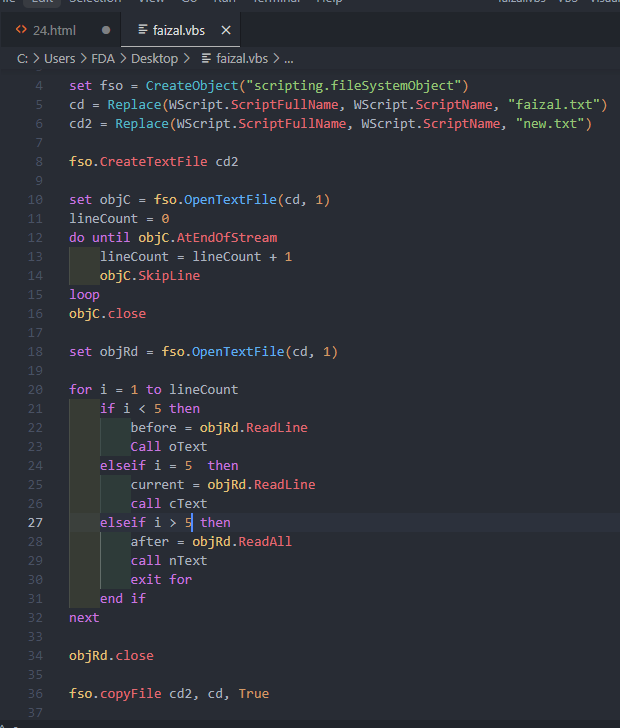 Edit
Go
Help
faizal.vbs
24.html
faizal.vbs
C: > Users > FDA > Desktop > faizal.vbs > ...
4 set fso = CreateObject("scripting.fileSystemObject")
5 cd = Replace(WScript.ScriptFullName, WScript.ScriptName, "faizal.txt")
6 cd2 = Replace(WScript.ScriptFullName, WScript.ScriptName, "new.txt")
7
8 fso.CreateTextFile cd2
9
10 set objC = fso.OpenTextFile(cd, 1)
11 lineCount = 0
12 do until objC.AtEndOfStream
13 lineCount = lineCount + 1
14 objC.SkipLine
15 loop
16 objC.close
17
18 set objRd = fso.OpenTextFile(cd, 1)
19
20 for i = 1 to lineCount
21 if i < 5 then
22 before = objRd.ReadLine
23 Call oText
24 elseif i = 5  then
25 current = objRd.ReadLine
26 call cText
27 elseif i > 5 then
28 after = objRd.ReadAll
29 call nText
30 exit for
31 end if
32 next
33
34 objRd.close
35
36 fso.copyFile cd2, cd, True
37